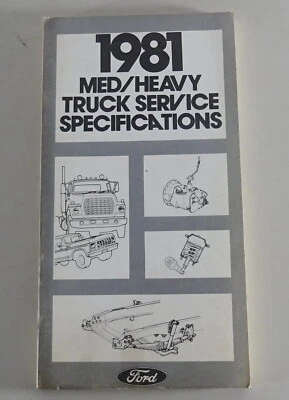 1981
MED/HEAVY
TRUCK SERVICE
SPECIFICATIONS
Ford